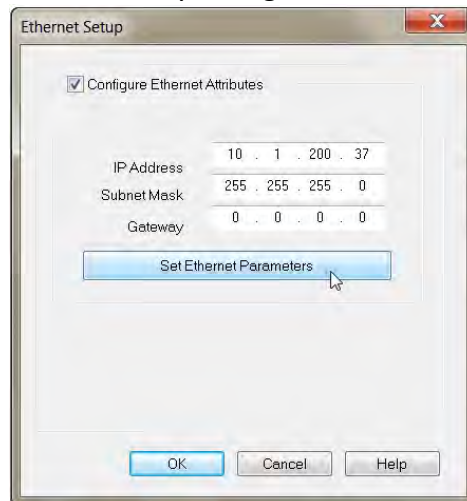 Ethernet Setup
Configure Ethernet Attributes
IP Address 10 . 1 . 200 . 37
Subnet Mask 255 . 255 . 255 . 0
Gateway 0 . 0 . 0 . 0
Set Ethernet Parameters
OK Cancel Help